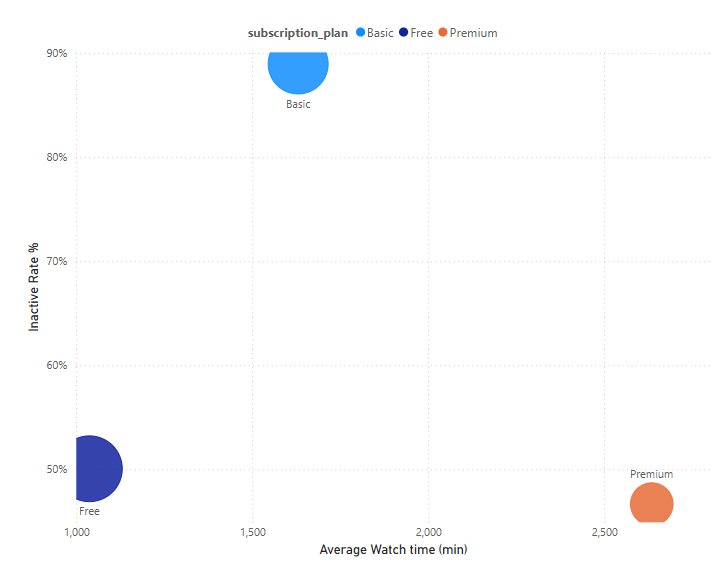 subscription_plan Basic Free Premium
90%
Basic
80%
Inactive Rate %
70%
60%
50%
Premium
Free
1,000 1,500 2,000 2,500
Average Watch time (min)